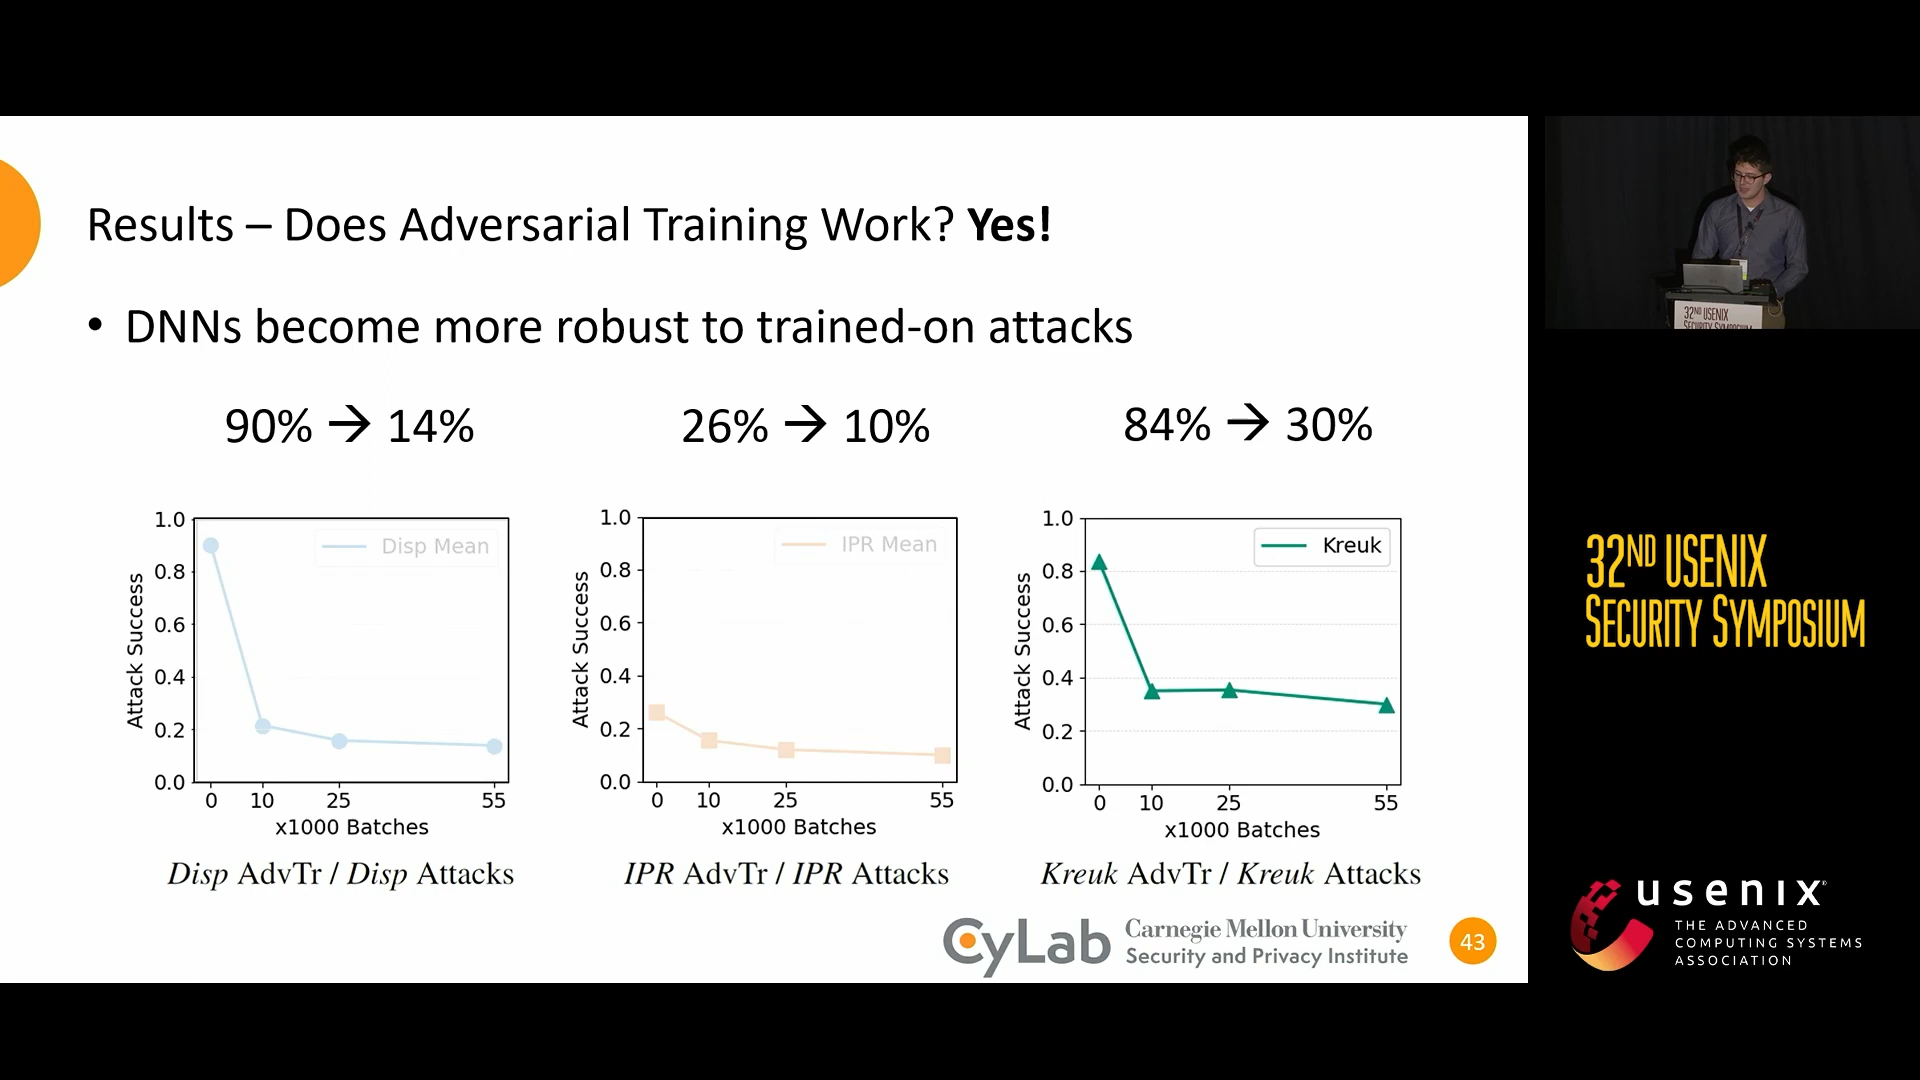 Results – Does Adversarial Training Work? Yes!
• DNNs become more robust to trained-on attacks
90% → 14%
26% → 10%
84% → 30%
Disp Mean
Attack Success
1.0
0.8
0.6
0.4
0.2
0.0
0 10 25 55
x1000 Batches
Disp AdvTr / Disp Attacks
IPR Mean
Attack Success
1.0
0.8
0.6
0.4
0.2
0.0
0 10 25 55
x1000 Batches
IPR AdvTr / IPR Attacks
Kreuk
Attack Success
1.0
0.8
0.6
0.4
0.2
0.0
0 10 25 55
x1000 Batches
Kreuk AdvTr / Kreuk Attacks
CyLab
Carnegie Mellon University
Security and Privacy Institute
43
32ND USENIX
SECURITY SYMPOSIUM
32ND USENIX
SECURITY SYMPOSIUM
usenix®
THE ADVANCED
COMPUTING SYSTEMS
ASSOCIATION